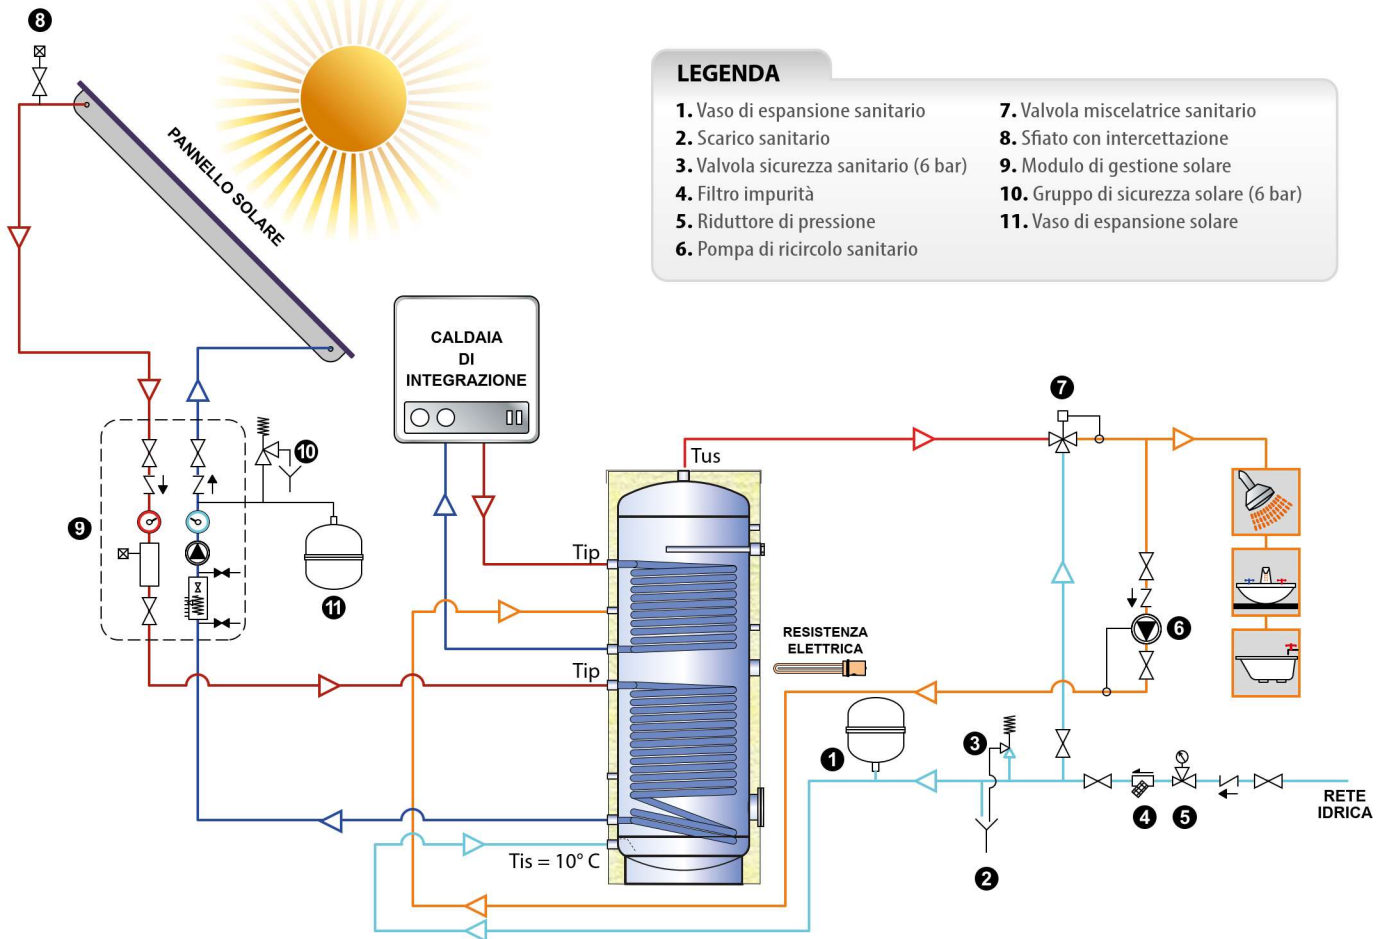 8
PANNELLO SOLARE
LEGENDA
1. Vaso di espansione sanitario
2. Scarico sanitario
3. Valvola sicurezza sanitario (6 bar)
4. Filtro impurità
5. Riduttore di pressione
6. Pompa di ricircolo sanitario
7. Valvola miscelatrice sanitario
8. Sfiato con intercettazione
9. Modulo di gestione solare
10. Gruppo di sicurezza solare (6 bar)
11. Vaso di espansione solare
CALDAIA
DI
INTEGRAZIONE
7
10
Tus
9
Tip
11
6
RESISTENZA
ELETTRICA
Tip
3
1
4
5
RETE
IDRICA
Tis = 10° C
2